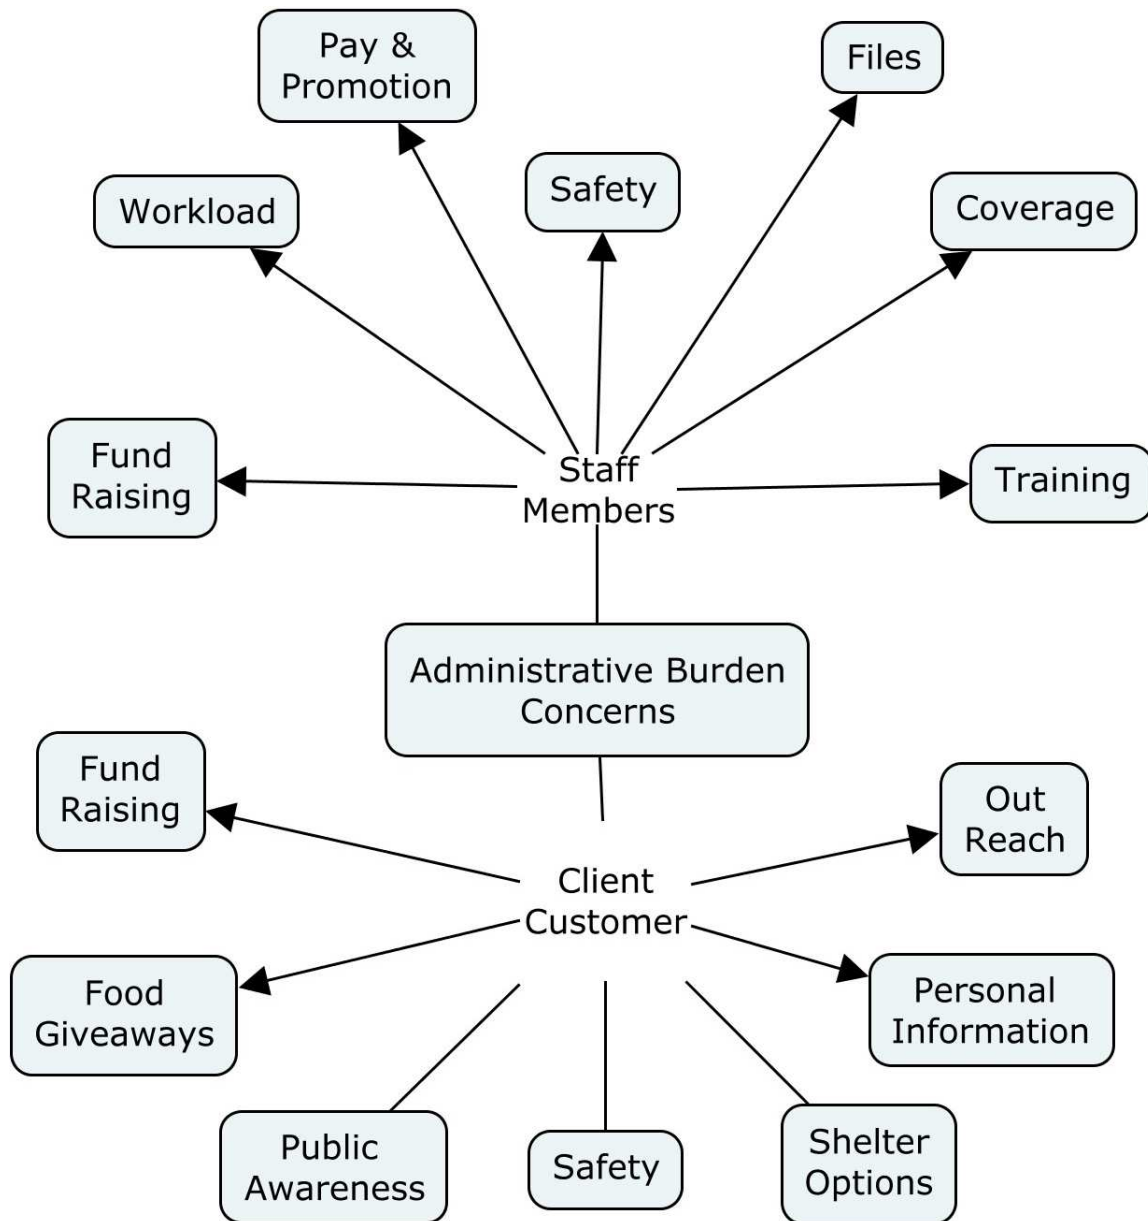 Pay &
Promotion
Files
Safety
Workload
Coverage
Fund
Raising
Staff
Members
Training
Administrative Burden
Concerns
Fund
Raising
Out
Reach
Client
Customer
Food
Giveaways
Personal
Information
Public
Awareness
Safety
Shelter
Options